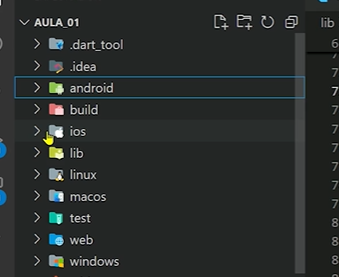 AULA_01
lib
.dart_tool
.idea
android
build
ios
lib
linux
macos
test
web
windows